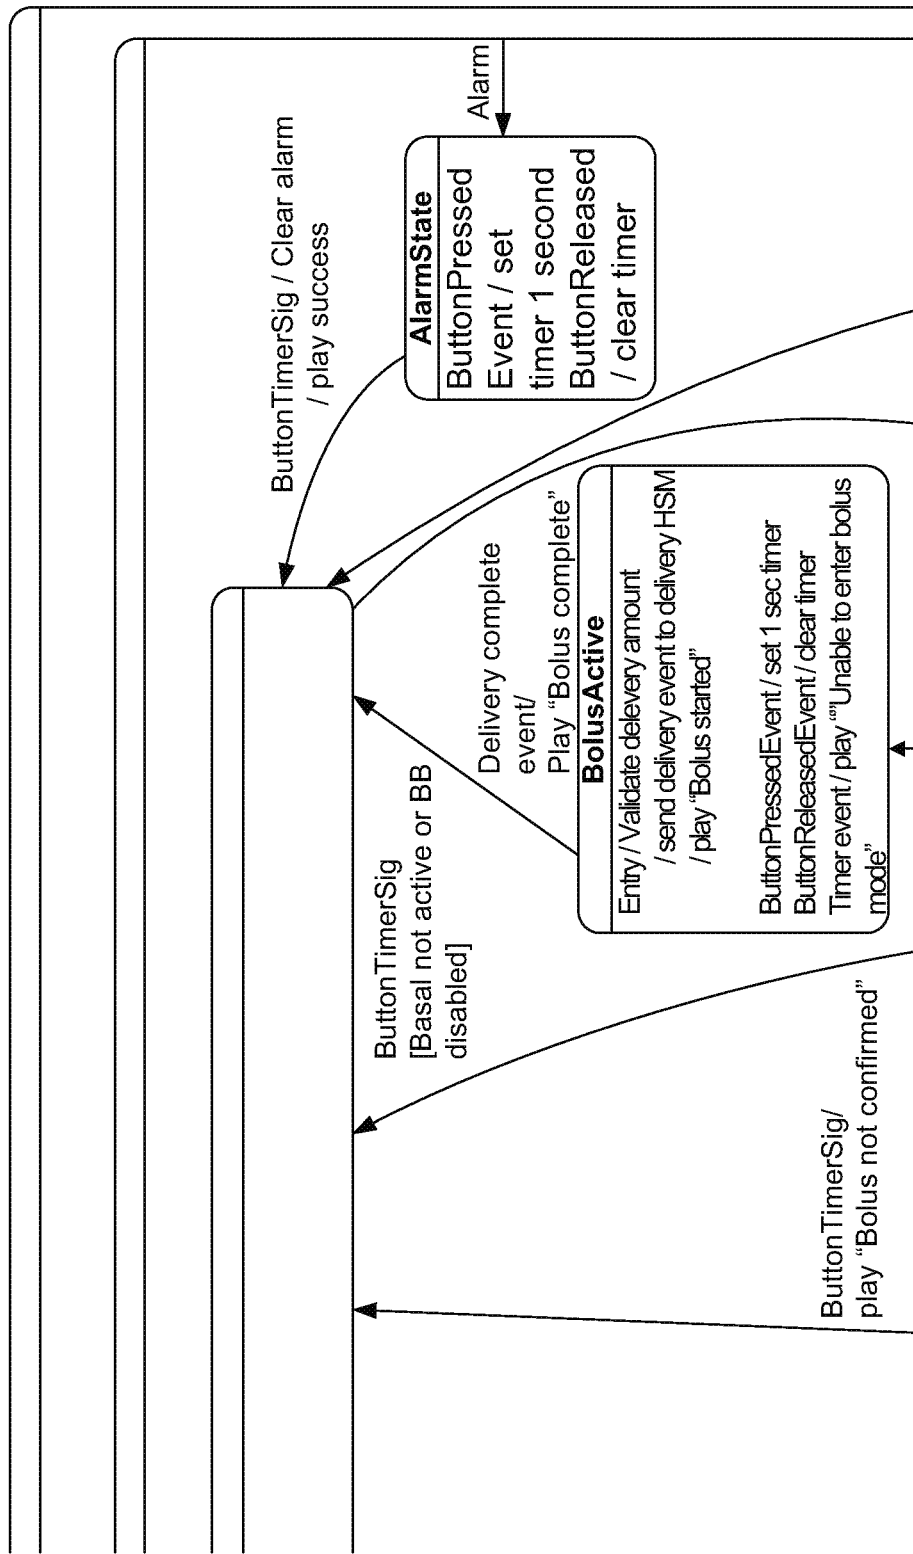 Alarm
ButtonTimerSig / Clear alarm
/ play success
AlarmState
ButtonPressed
Event / set
timer 1 second
ButtonReleased
/ clear timer
Delivery complete
event/
Play “Bolus complete”
BolusActive
Entry / Validate delevery amount
/ send delivery event to delivery HSM
/ play “Bolus started”
ButtonPressedEvent / set 1 sec timer
ButtonReleasedEvent / clear timer
Timer event / play “”Unable to enter bolus
mode”
ButtonTimerSig
[Basal not active or BB
disabled]
ButtonTimerSig/
play “Bolus not confirmed”